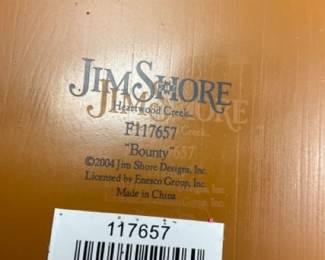 JIM SHORE
Heartwood Creek
F117657
"Bounty"
©2004 Jim Shore Designs, Inc.
Licensed by Enesco Group, Inc.
Made in China
117657